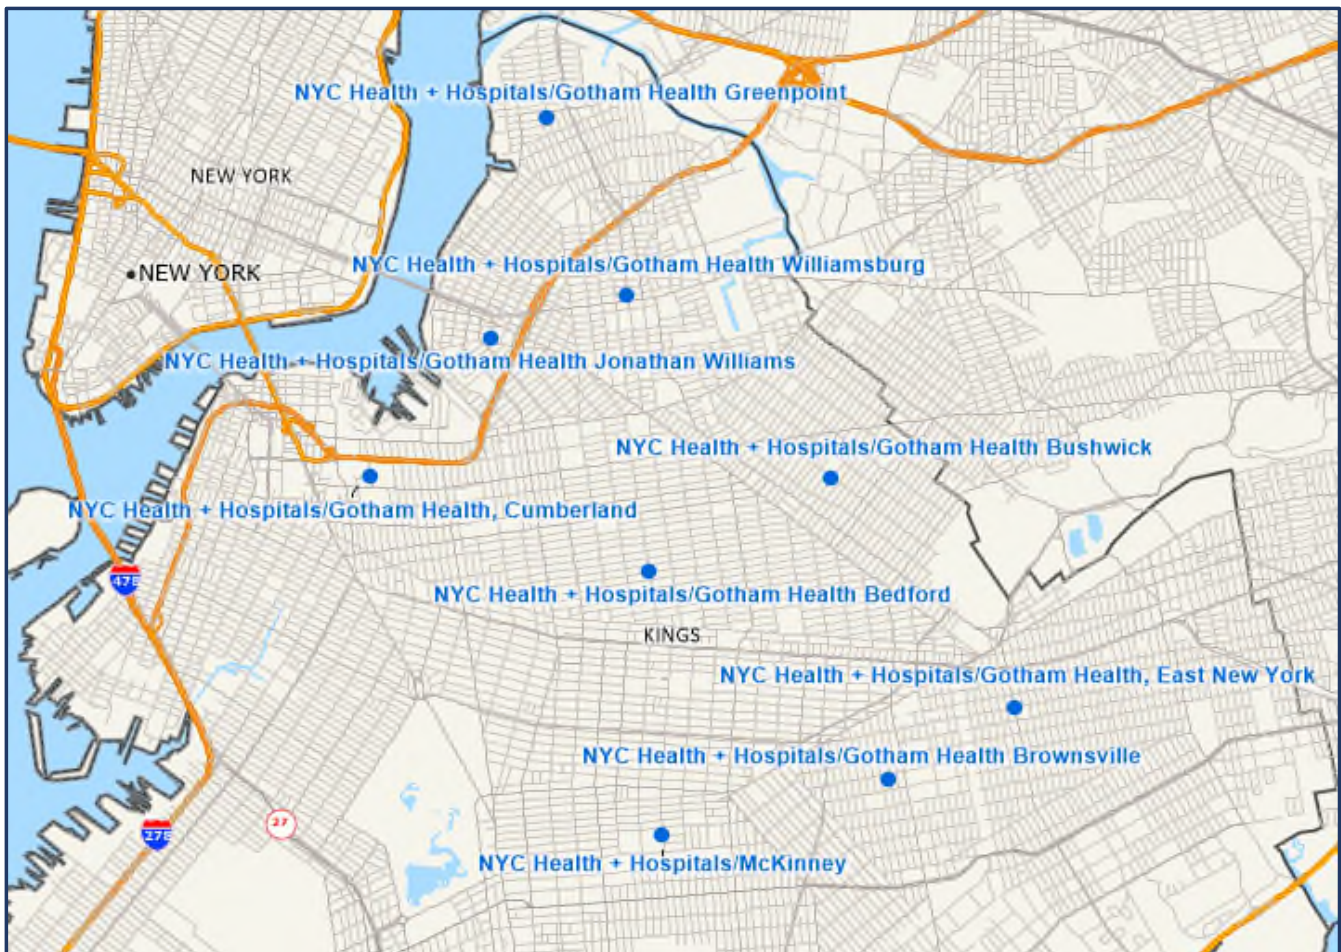 NYC Health + Hospitals/Gotham Health Greenpoint
NEW YORK
NYC Health + Hospitals/Gotham Health Williamsburg
NEW YORK
NYC Health + Hospitals/Gotham Health Jonathan Williams
NYC Health + Hospitals/Gotham Health Bushwick
NYC Health + Hospitals/Gotham Health, Cumberland
478
NYC Health + Hospitals/Gotham Health Bedford
KINGS
NYC Health + Hospitals/Gotham Health, East New York
NYC Health + Hospitals/Gotham Health Brownsville
27
278
NYC Health + Hospitals/McKinney